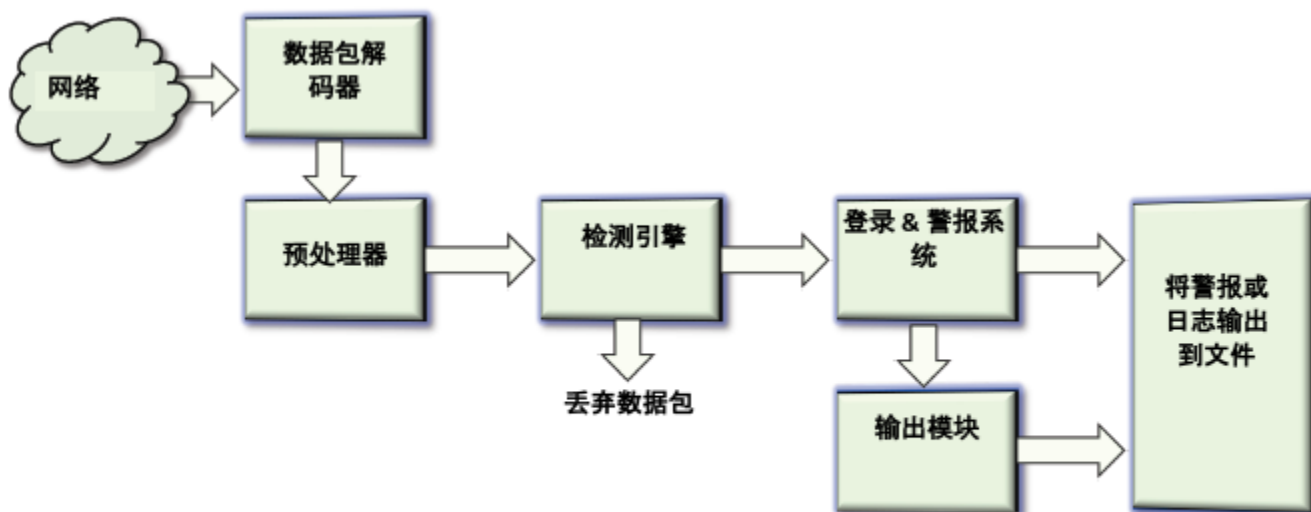 网络
数据包解
码器
预处理器
检测引擎
登录 & 警报系
统
将警报或
日志输出
到文件
丢弃数据包
输出模块